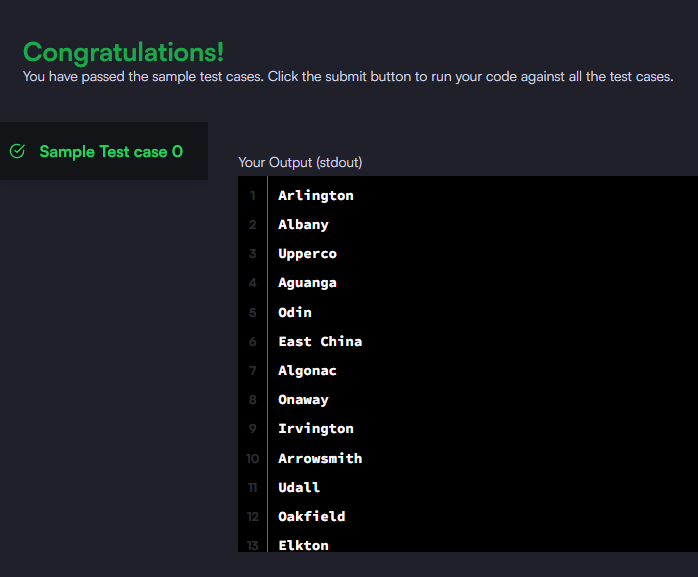 Congratulations!
You have passed the sample test cases. Click the submit button to run your code against all the test cases.
Sample Test case 0
Your Output (stdout)
1 Arlington
2 Albany
3 Upperco
4 Aguanga
5 Odin
6 East China
7 Algonac
8 Onaway
9 Irvington
10 Arrowsmith
11 Udall
12 Oakfield
13 Elkton